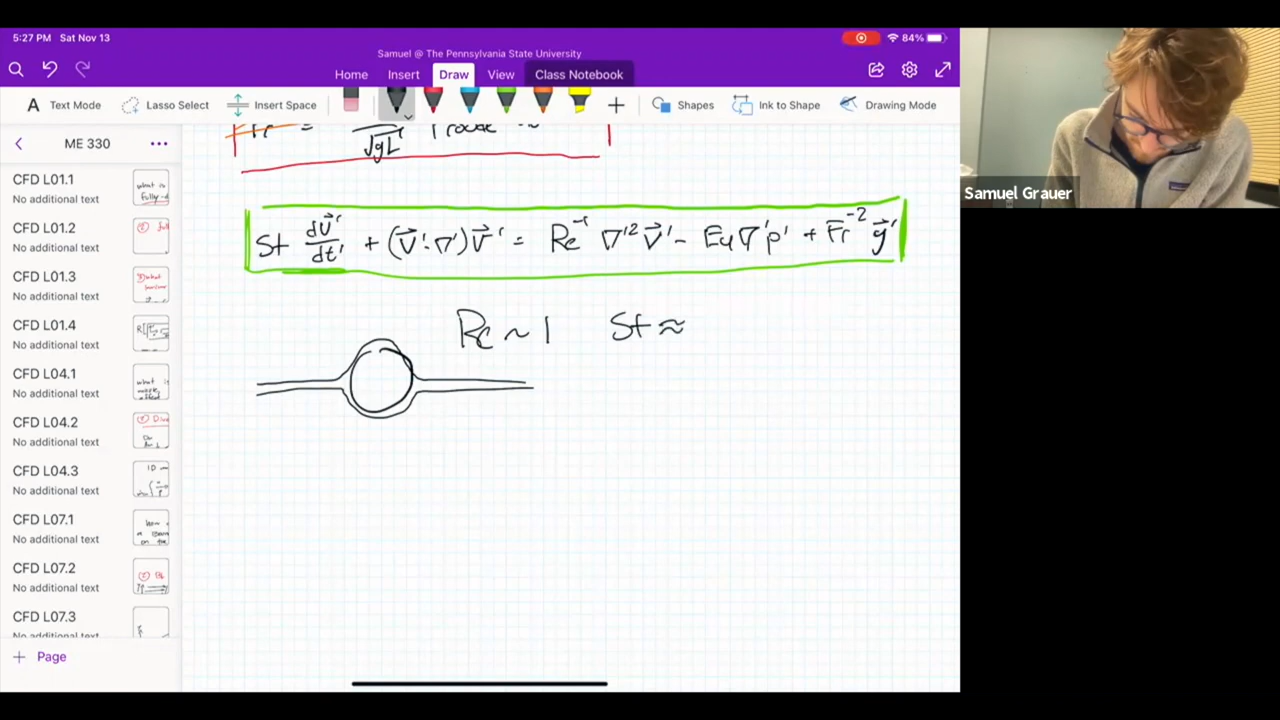 5:27 PM Sat Nov 13
84%
Samuel @ The Pennsylvania State University
Home Insert Draw View Class Notebook
A Text Mode Lasso Select Insert Space Shapes Ink to Shape Drawing Mode
ME 330
CFD L01.1
No additional text
CFD L01.2
No additional text
CFD L01.3
No additional text
CFD L01.4
No additional text
CFD L04.1
No additional text
CFD L04.2
No additional text
CFD L04.3
No additional text
CFD L07.1
No additional text
CFD L07.2
No additional text
CFD L07.3
No additional text
+ Page
√gL
St dV⃗'/dt' + (V⃗'·∇')V⃗' = Re⁻¹ ∇'²V⃗' - Eu∇'p' + Fr⁻² g⃗'
Re ~ 1 St ≈
Samuel Grauer